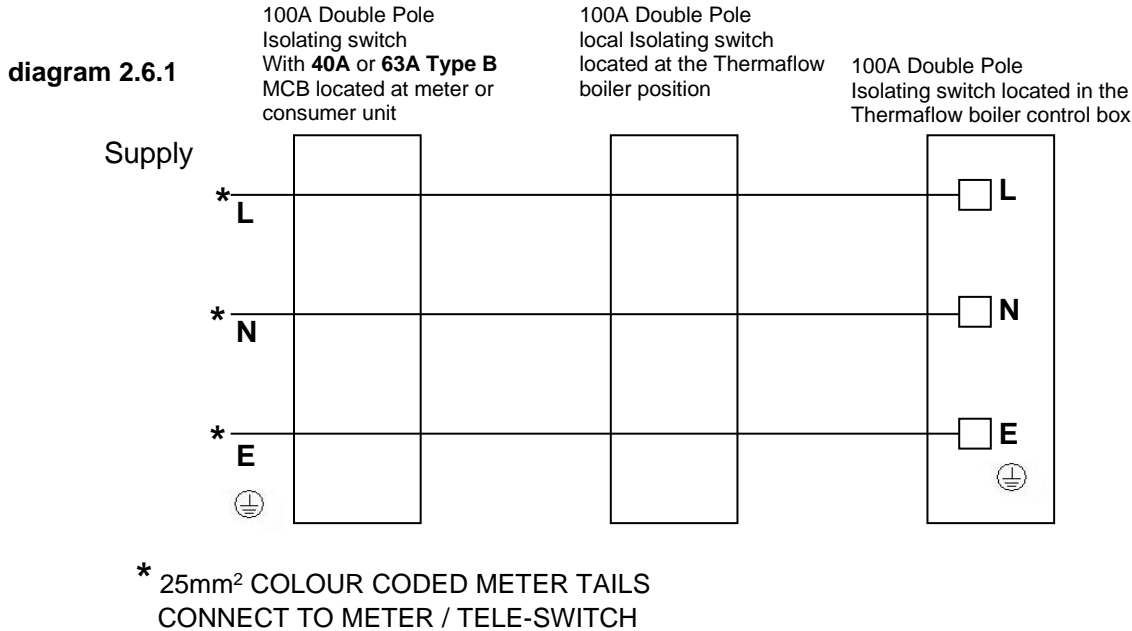 diagram 2.6.1
100A Double Pole
Isolating switch
With 40A or 63A Type B
MCB located at meter or
consumer unit
100A Double Pole
local Isolating switch
located at the Thermaflow
boiler position
100A Double Pole
Isolating switch located in the
Thermaflow boiler control box
Supply
* L
L
* N
N
* E
E
* 25mm² COLOUR CODED METER TAILS
CONNECT TO METER / TELE-SWITCH